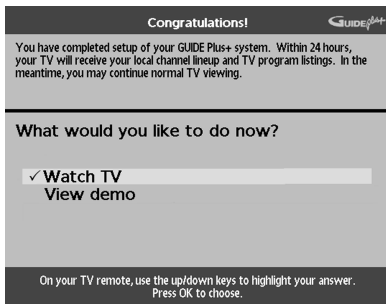 Congratulations!
GUIDE Plus+
You have completed setup of your GUIDE Plus+ system. Within 24 hours,
your TV will receive your local channel lineup and TV program listings. In the
meantime, you may continue normal TV viewing.
What would you like to do now?
✓ Watch TV
View demo
On your TV remote, use the up/down keys to highlight your answer.
Press OK to choose.